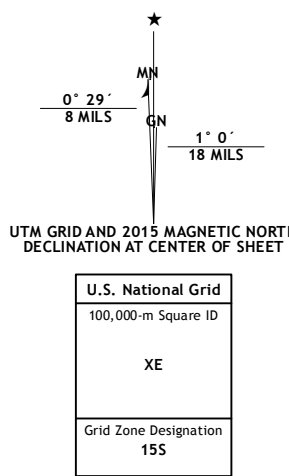 ★
MN
0° 29´
8 MILS
GN
1° 0´
18 MILS
UTM GRID AND 2015 MAGNETIC NORT
DECLINATION AT CENTER OF SHEET
U.S. National Grid
100,000-m Square ID
XE
Grid Zone Designation
15S